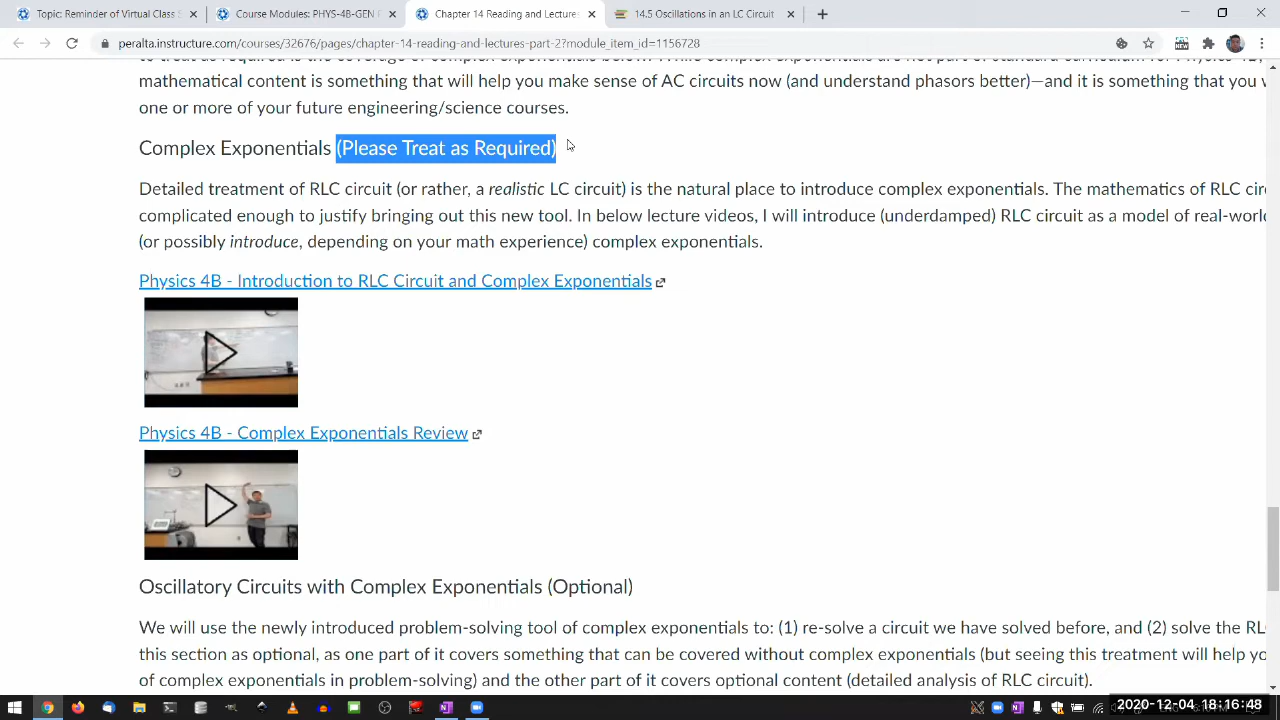 Topic: Reminder of Virtual Class S
Course Modules: PHYS-4B-GEN P
Chapter 14 Reading and Lectures
14.5 Oscillations in an LC Circuit
peralta.instructure.com/courses/32676/pages/chapter-14-reading-and-lectures-part-2?module_item_id=1156728
mathematical content is something that will help you make sense of AC circuits now (and understand phasors better)—and it is something that you w
one or more of your future engineering/science courses.
Complex Exponentials (Please Treat as Required)
Detailed treatment of RLC circuit (or rather, a realistic LC circuit) is the natural place to introduce complex exponentials. The mathematics of RLC cir
complicated enough to justify bringing out this new tool. In below lecture videos, I will introduce (underdamped) RLC circuit as a model of real-worl
(or possibly introduce, depending on your math experience) complex exponentials.
Physics 4B - Introduction to RLC Circuit and Complex Exponentials
Physics 4B - Complex Exponentials Review
Oscillatory Circuits with Complex Exponentials (Optional)
We will use the newly introduced problem-solving tool of complex exponentials to: (1) re-solve a circuit we have solved before, and (2) solve the RL
this section as optional, as one part of it covers something that can be covered without complex exponentials (but seeing this treatment will help yo
of complex exponentials in problem-solving) and the other part of it covers optional content (detailed analysis of RLC circuit).
2020-12-04 18:16:48